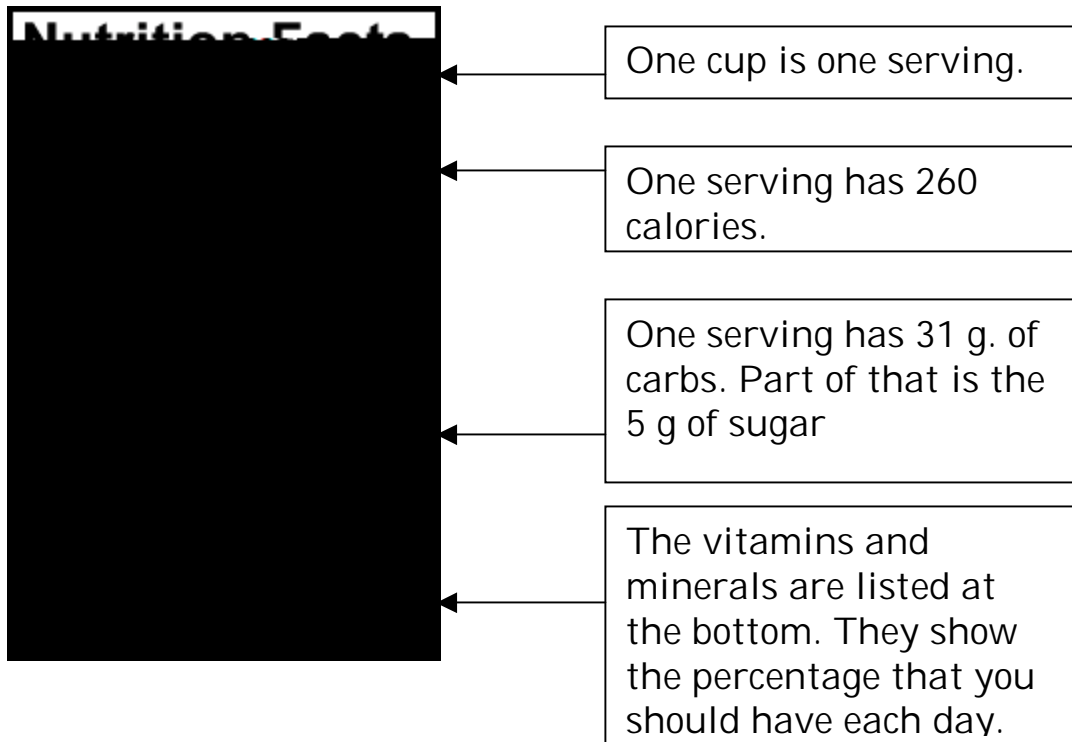 Nutrition Facts
One cup is one serving.
One serving has 260
calories.
One serving has 31 g. of
carbs. Part of that is the
5 g of sugar
The vitamins and
minerals are listed at
the bottom. They show
the percentage that you
should have each day.